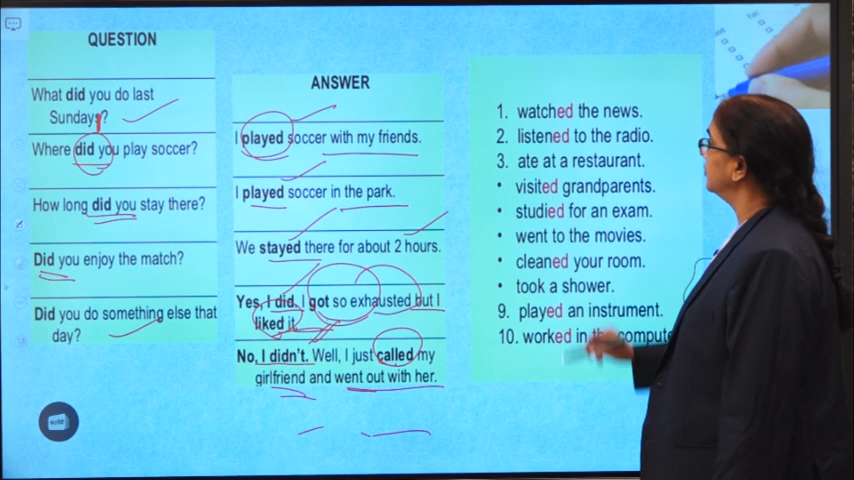 QUESTION
What did you do last
Sundays?
Where did you play soccer?
How long did you stay there?
Did you enjoy the match?
Did you do something else that
day?
ANSWER
I played soccer with my friends.
I played soccer in the park.
We stayed there for about 2 hours.
Yes, I did. I got so exhausted but I
liked it.
No, I didn't. Well, I just called my
girlfriend and went out with her.
1. watched the news.
2. listened to the radio.
3. ate at a restaurant.
• visited grandparents.
• studied for an exam.
• went to the movies.
• cleaned your room.
• took a shower.
9. played an instrument.
10. worked in the